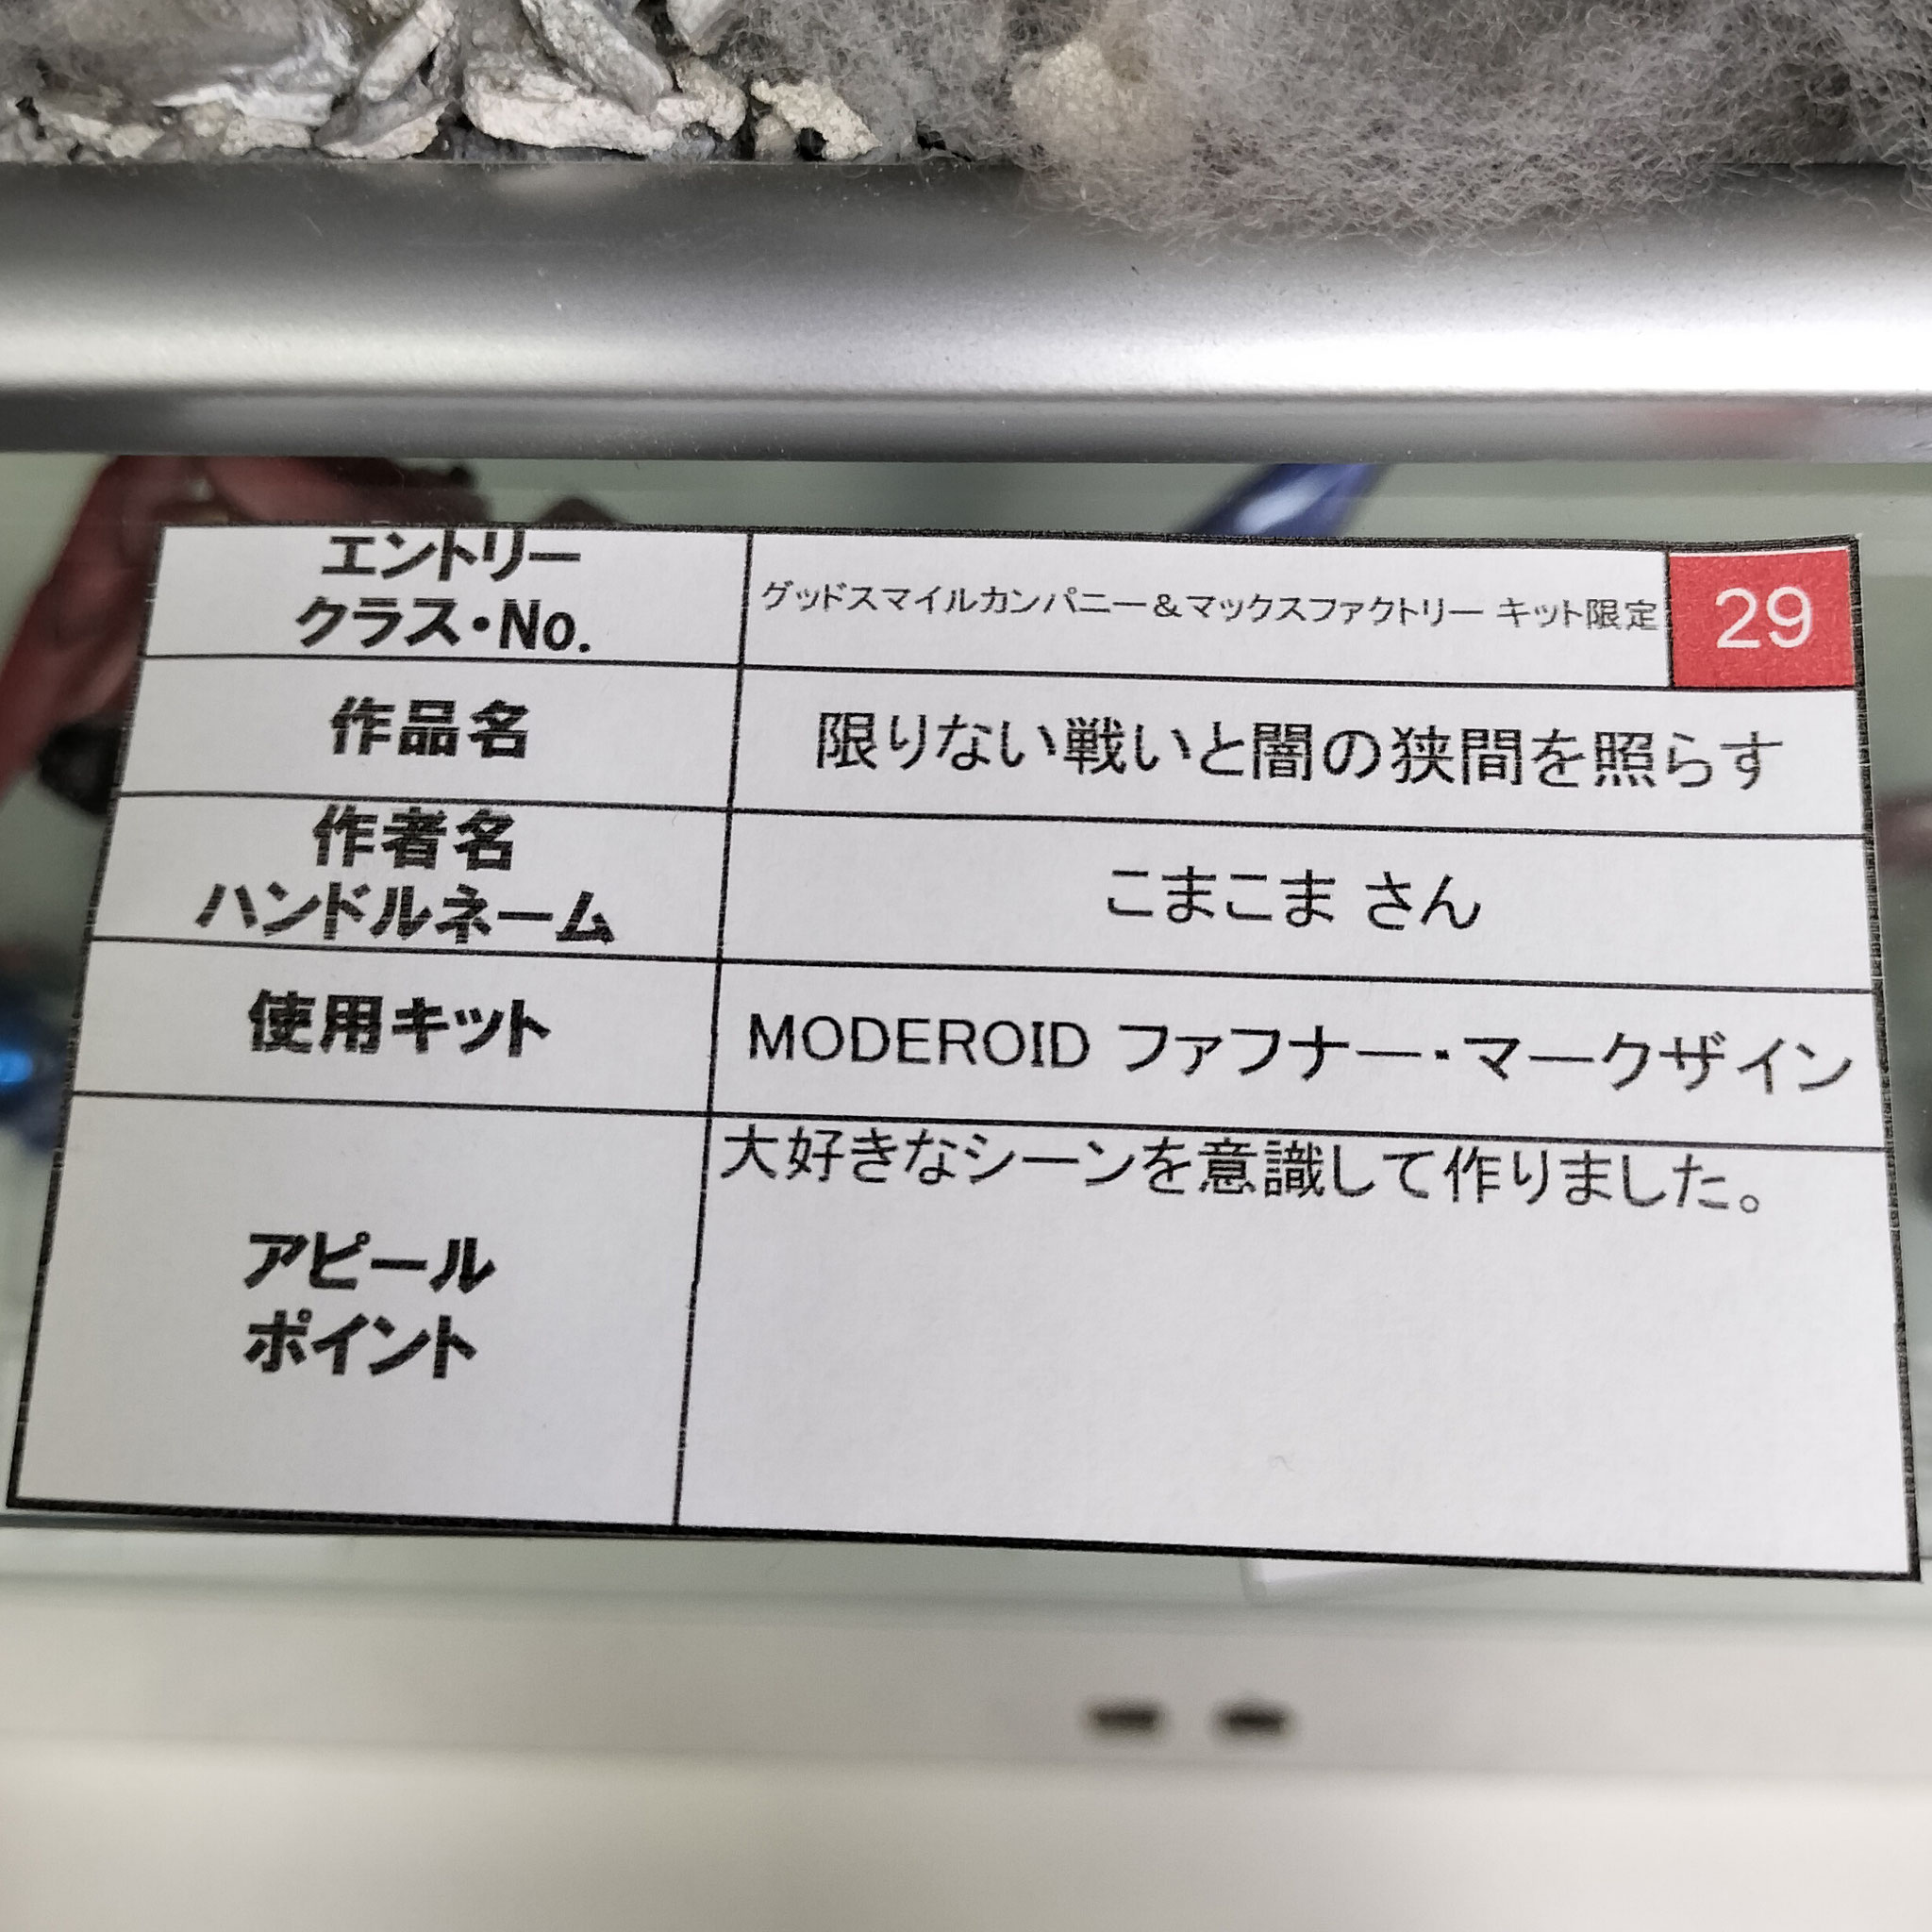 エントリー
クラス・No.
グッドスマイルカンパニー＆マックスファクトリー キット限定
29
作品名
限りない戦いと闇の狭間を照らす
作者名
ハンドルネーム
こまこま さん
使用キット
MODEROID ファフナー・マークザイン
アピール
ポイント
大好きなシーンを意識して作りました。